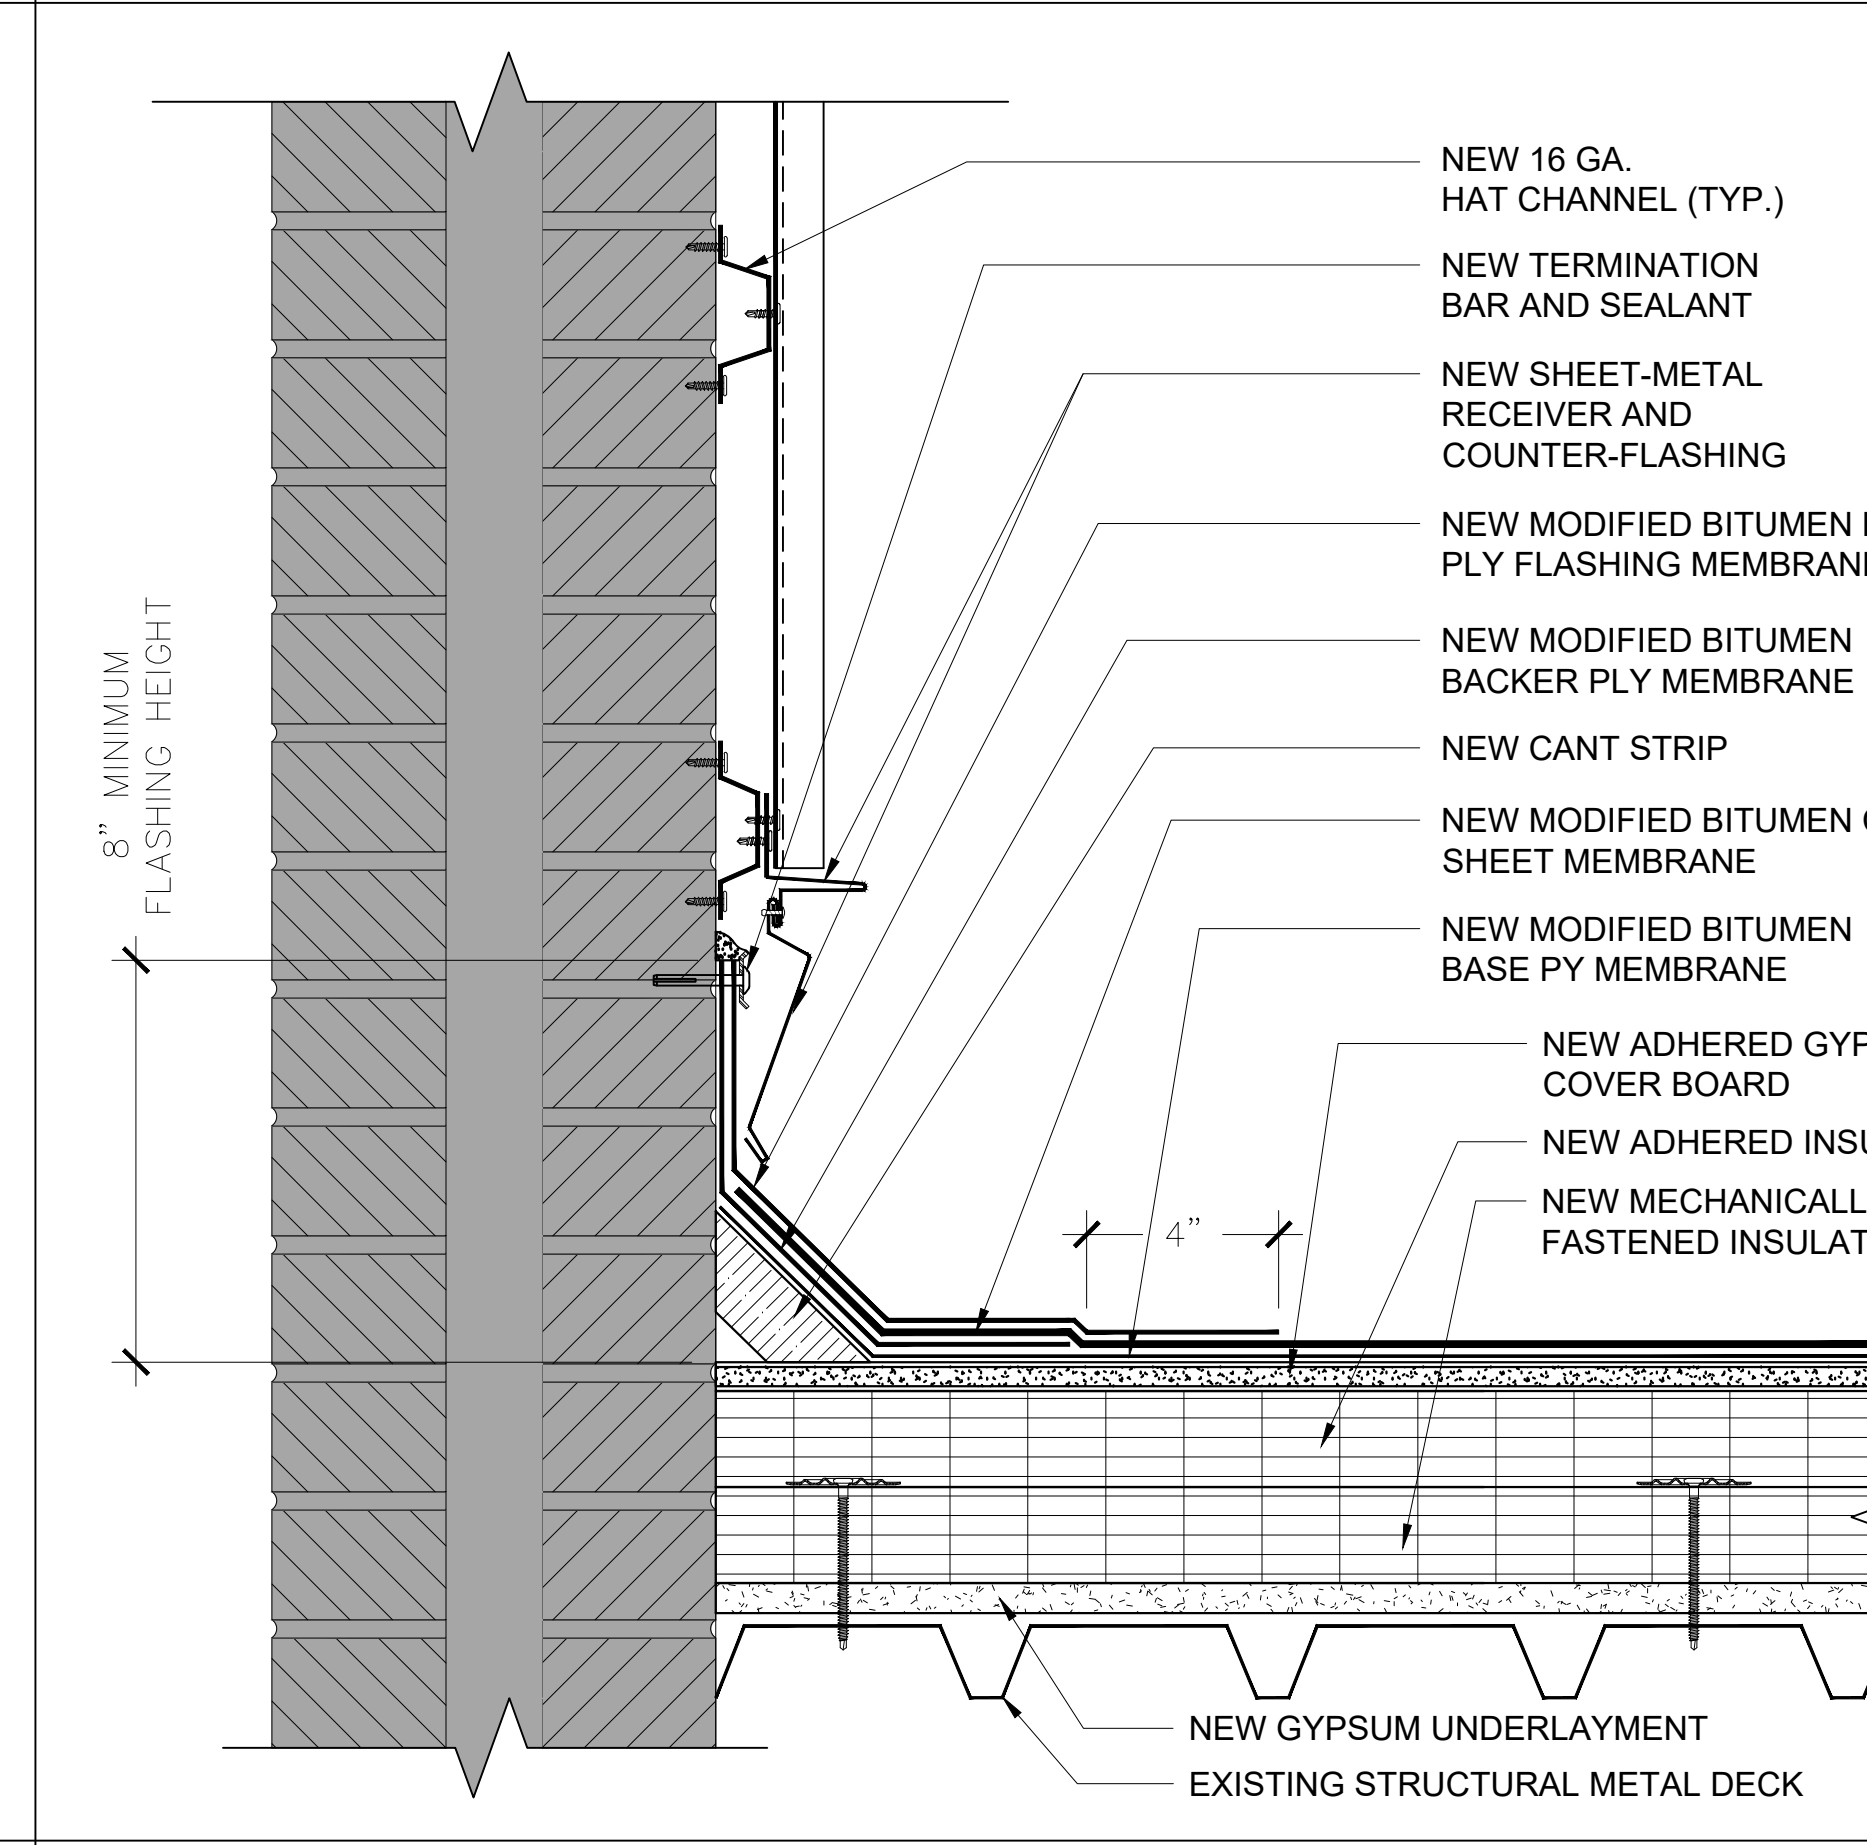 NEW 16 GA.
HAT CHANNEL (TYP.)
NEW TERMINATION
BAR AND SEALANT
NEW SHEET-METAL
RECEIVER AND
COUNTER-FLASHING
NEW MODIFIED BITUMEN
PLY FLASHING MEMBRANE
NEW MODIFIED BITUMEN
BACKER PLY MEMBRANE
NEW CANT STRIP
NEW MODIFIED BITUMEN
SHEET MEMBRANE
NEW MODIFIED BITUMEN
BASE PY MEMBRANE
NEW ADHERED GYP
COVER BOARD
NEW ADHERED INSU
NEW MECHANICALL
FASTENED INSULAT
8” MINIMUM
FLASHING HEIGHT
4”
NEW GYPSUM UNDERLAYMENT
EXISTING STRUCTURAL METAL DECK